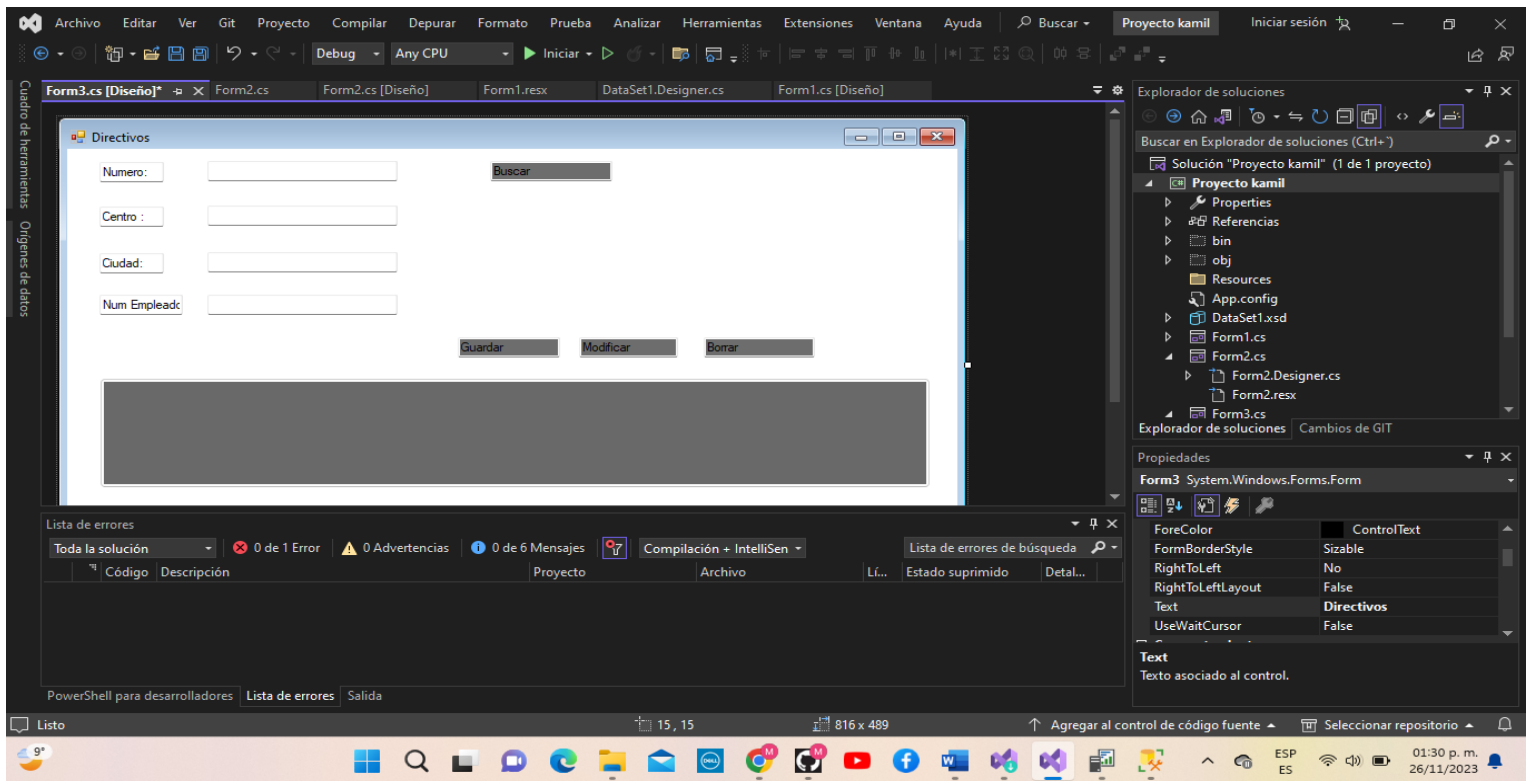 Archivo Editar Ver Git Proyecto Compilar Depurar Formato Prueba Analizar Herramientas Extensiones Ventana Ayuda Buscar Proyecto kamil Iniciar sesión
Debug Any CPU Iniciar
Form3.cs [Diseño]* Form2.cs Form2.cs [Diseño] Form1.resx DataSet1.Designer.cs Form1.cs [Diseño]
Cuadro de herramientas
Orígenes de datos
Directivos
Numero: Buscar
Centro :
Ciudad:
Num Empleado
Guardar Modificar Borrar
Explorador de soluciones
Buscar en Explorador de soluciones (Ctrl+`)
Solución "Proyecto kamil" (1 de 1 proyecto)
C# Proyecto kamil
Properties
Referencias
bin
obj
Resources
App.config
DataSet1.xsd
Form1.cs
Form2.cs
Form2.Designer.cs
Form2.resx
Form3.cs
Explorador de soluciones Cambios de GIT
Propiedades
Form3 System.Windows.Forms.Form
ForeColor ControlText
FormBorderStyle Sizable
RightToLeft No
RightToLeftLayout False
Text Directivos
UseWaitCursor False
Text
Texto asociado al control.
Lista de errores
Toda la solución 0 de 1 Error 0 Advertencias 0 de 6 Mensajes Compilación + IntelliSen Lista de errores de búsqueda
Código Descripción Proyecto Archivo Lí... Estado suprimido Detal...
PowerShell para desarrolladores Lista de errores Salida
Listo 15 , 15 816 x 489 Agregar al control de código fuente Seleccionar repositorio
9° DELL M M W ESP ES 01:30 p. m. 26/11/2023